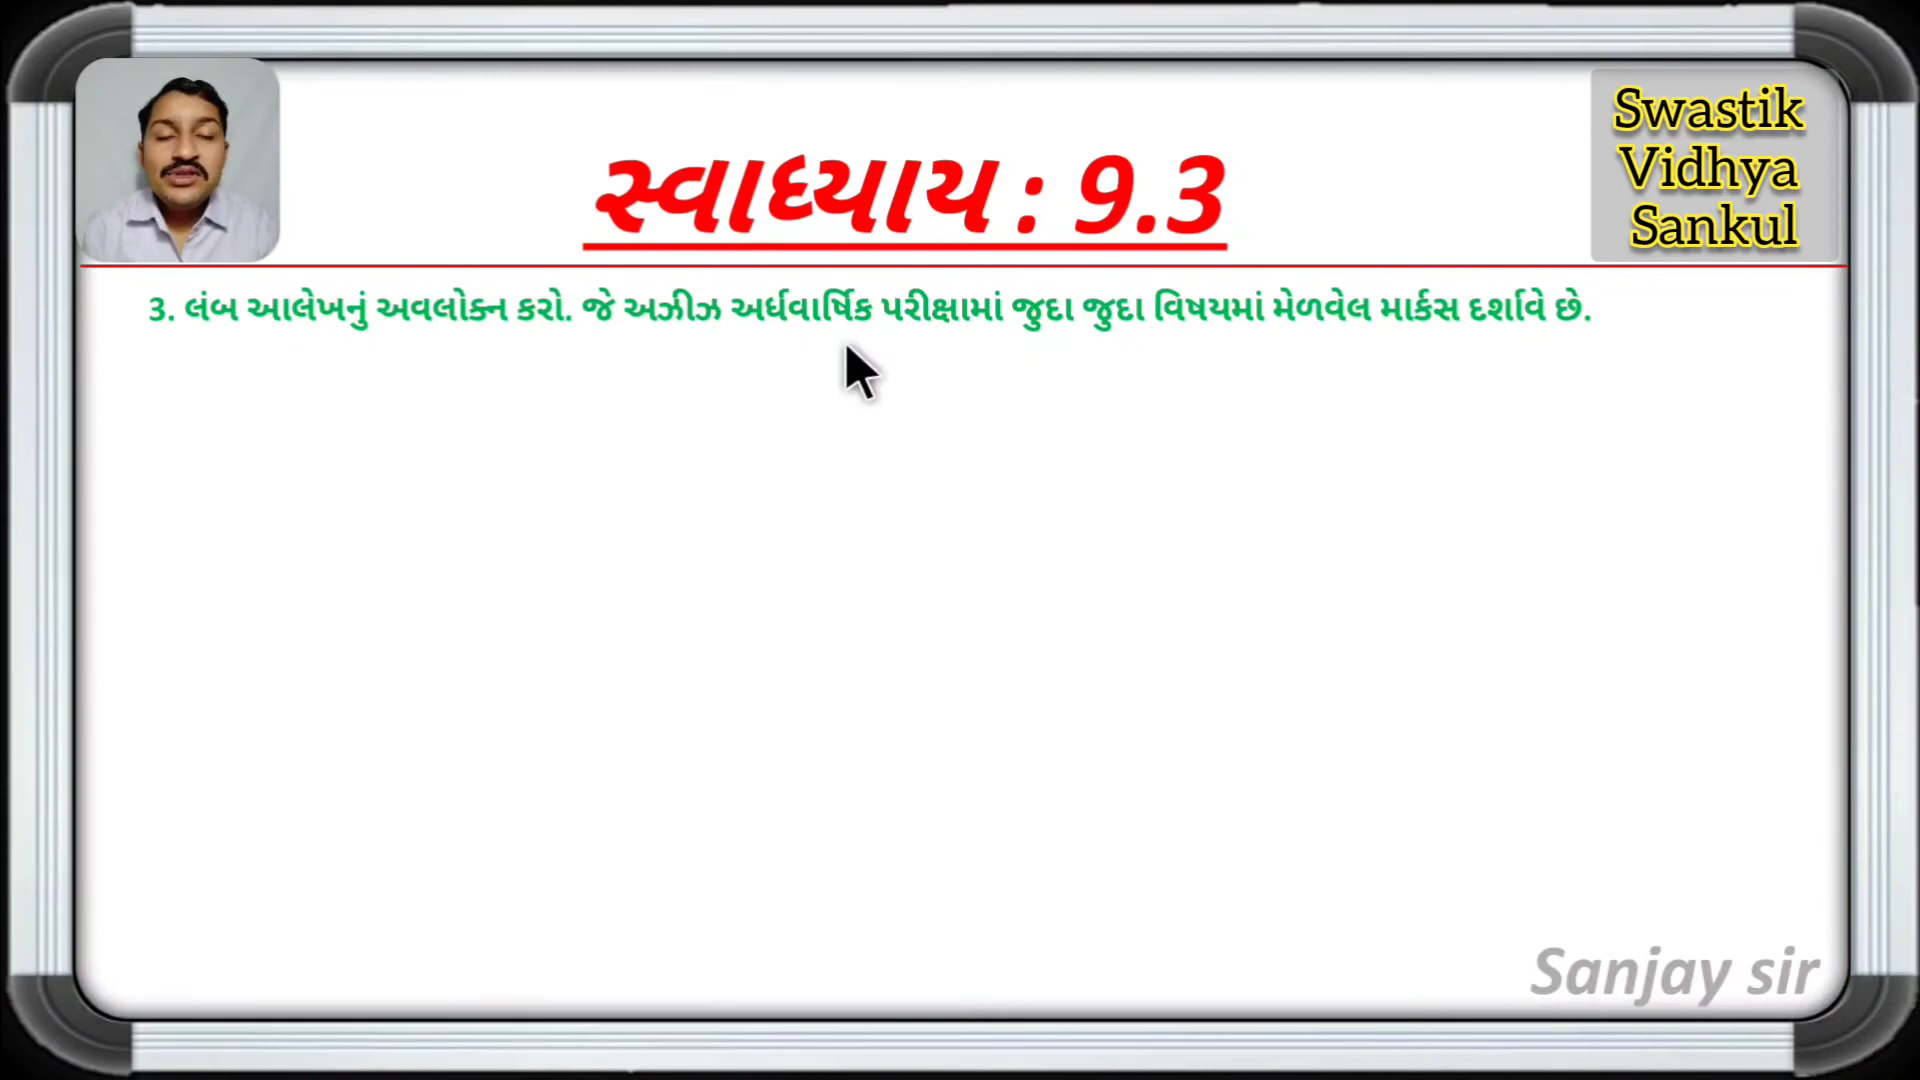 Swastik
Vidhya
Sankul
સ્વાધ્યાય : 9.3
3. લંબ આલેખનું અવલોક્ન કરો. જે અઝીઝ અર્ધવાર્ષિક પરીક્ષામાં જુદા જુદા વિષયમાં મેળવેલ માર્કસ દર્શાવે છે.
Sanjay sir